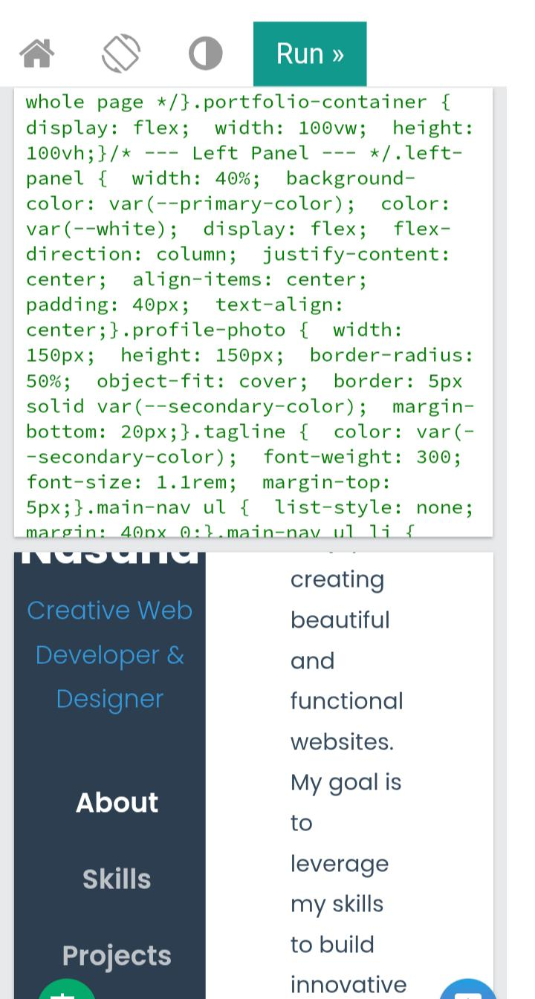 Run »
whole page */}.portfolio-container {
display: flex;  width: 100vw;  height:
100vh;}/* --- Left Panel --- */.left-
panel {  width: 40%;  background-
color: var(--primary-color);  color:
var(--white);  display: flex;  flex-
direction: column;  justify-content:
center;  align-items: center;
padding: 40px;  text-align:
center;}.profile-photo {  width:
150px;  height: 150px;  border-radius:
50%;  object-fit: cover;  border: 5px
solid var(--secondary-color);  margin-
bottom: 20px;}.tagline {  color: var(-
-secondary-color);  font-weight: 300;
font-size: 1.1rem;  margin-top:
5px;}.main-nav ul {  list-style: none;
margin: 40px 0;}.main-nav ul li {
Creative Web
Developer &
Designer
About
Skills
Projects
creating
beautiful
and
functional
websites.
My goal is
to
leverage
my skills
to build
innovative